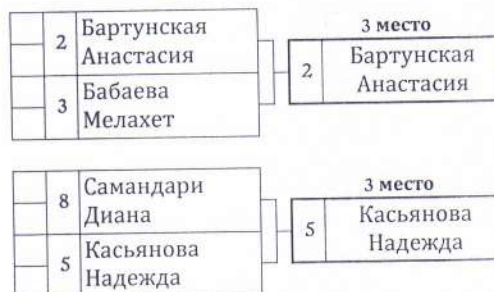 2 Бартунская
Анастасия
3 Бабаева
Мелахет
3 место
2 Бартунская
Анастасия
8 Самандари
Диана
5 Касьянова
Надежда
3 место
5 Касьянова
Надежда